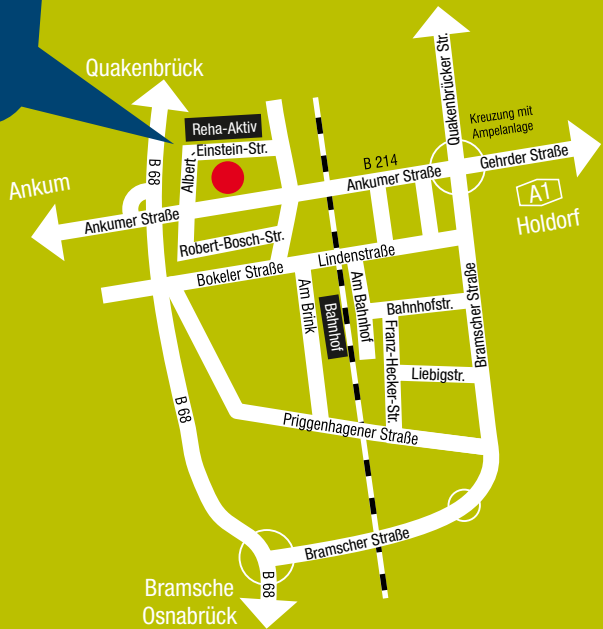 Quakenbrück
Quakenbrücker Str.
Kreuzung mit
Ampelanlage
Reha-Aktiv
Albert-
Einstein-Str.
B 68
B 214
Gehrder Straße
Ankumer Straße
Ankum
A1
Holdorf
Ankumer Straße
Robert-Bosch-Str.
Lindenstraße
Bokeler Straße
Am Brink
Bahnhof
Am Bahnhof
Bahnhofstr.
Franz-Hecker-Str.
Bramscher Straße
Liebigstr.
B 68
Priggenhagener Straße
Bramscher Straße
B 68
Bramsche
Osnabrück